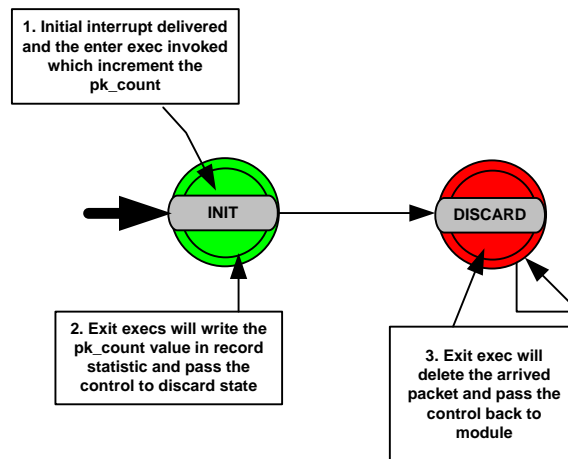 1. Initial interrupt delivered
and the enter exec invoked
which increment the
pk_count
INIT
DISCARD
2. Exit execs will write the
pk_count value in record
statistic and pass the
control to discard state
3. Exit exec will
delete the arrived
packet and pass the
control back to
module